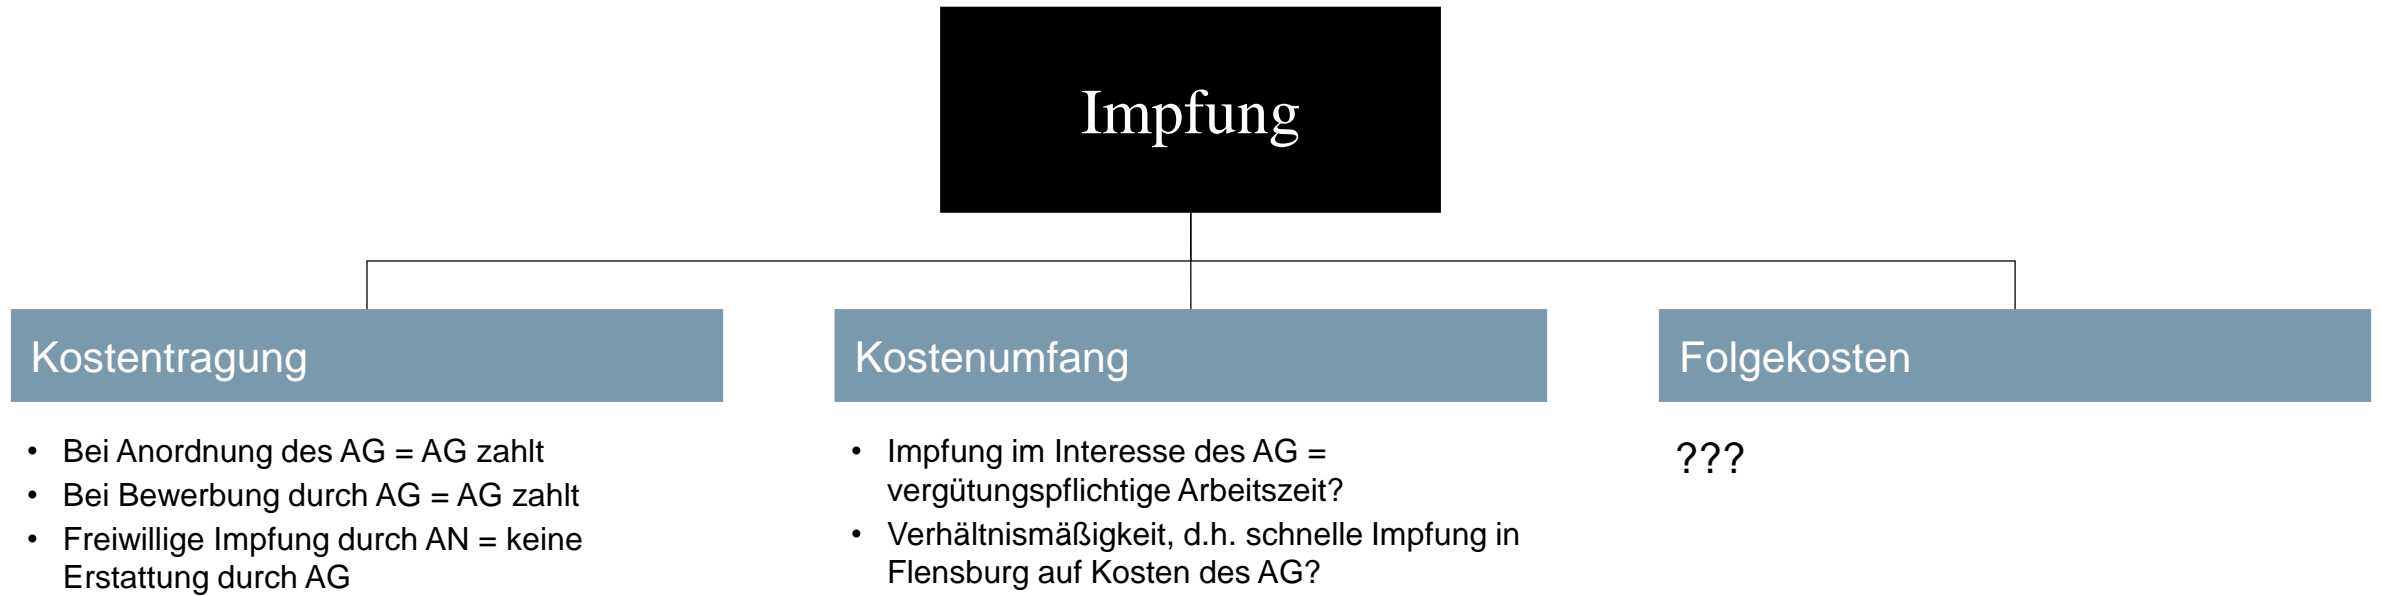 Impfung
Kostentragung
• Bei Anordnung des AG = AG zahlt
• Bei Bewerbung durch AG = AG zahlt
• Freiwillige Impfung durch AN = keine
Erstattung durch AG
Kostenumfang
• Impfung im Interesse des AG =
vergütungspflichtige Arbeitszeit?
• Verhältnismäßigkeit, d.h. schnelle Impfung in
Flensburg auf Kosten des AG?
Folgekosten
???